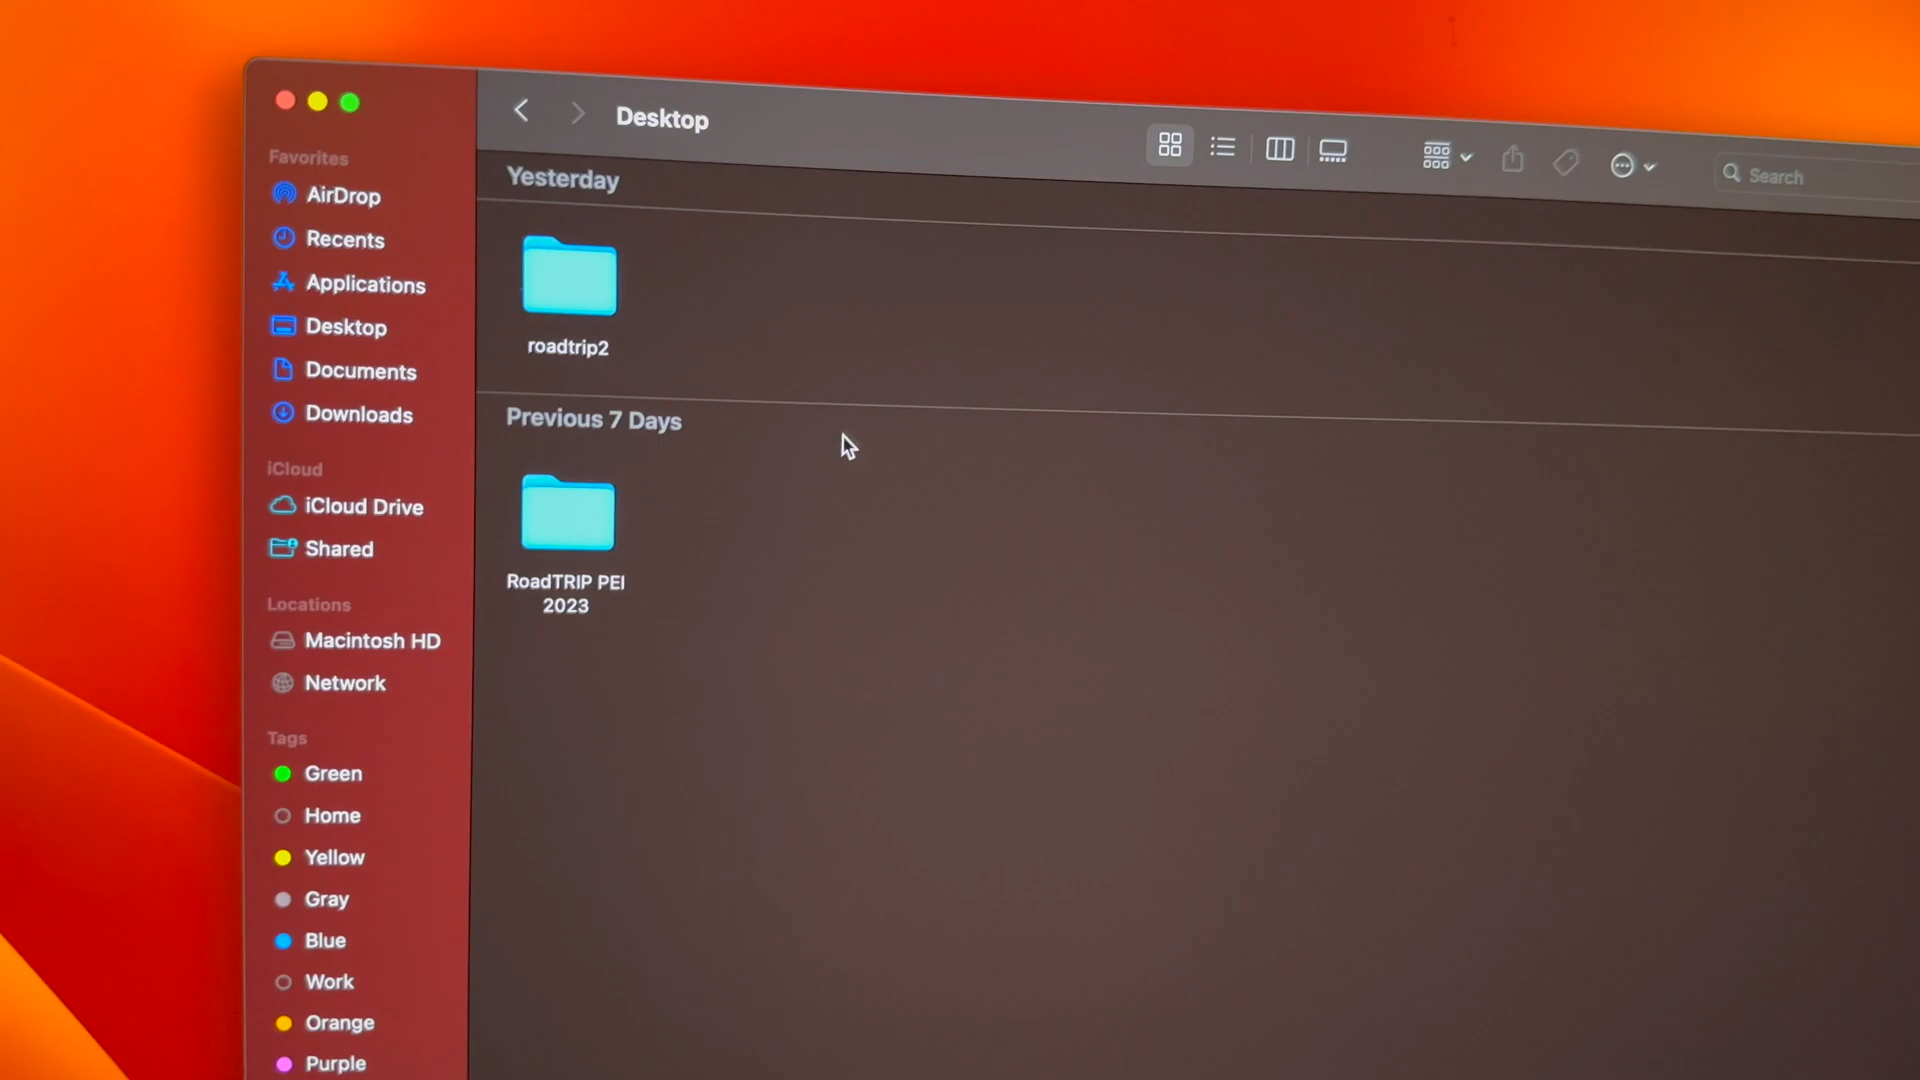 Favorites
AirDrop
Recents
Applications
Desktop
Documents
Downloads
iCloud
iCloud Drive
Shared
Locations
Macintosh HD
Network
Tags
Green
Home
Yellow
Gray
Blue
Work
Orange
Purple
Desktop
Search
Yesterday
roadtrip2
Previous 7 Days
RoadTRIP PEI
2023